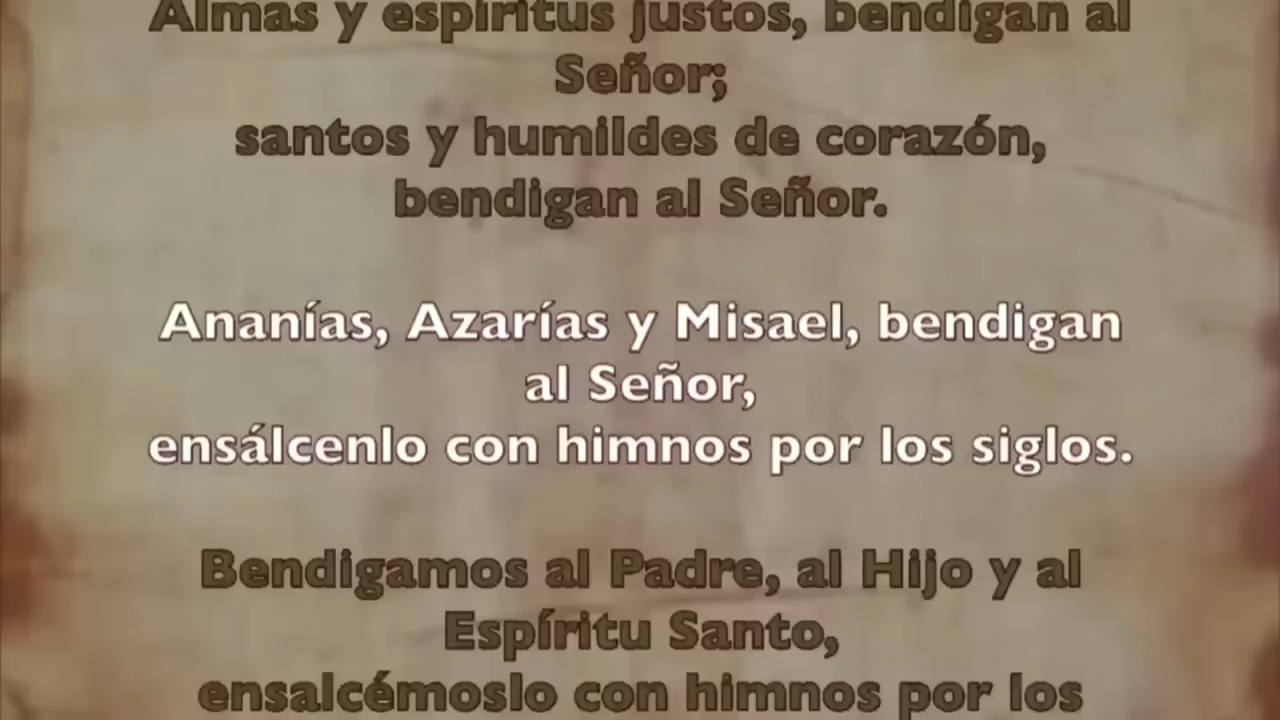 Almas y espíritus justos, bendigan al
Señor;
santos y humildes de corazón,
bendigan al Señor.
Ananías, Azarías y Misael, bendigan
al Señor,
ensálcenlo con himnos por los siglos.
Bendigamos al Padre, al Hijo y al
Espíritu Santo,
ensalcémoslo con himnos por los